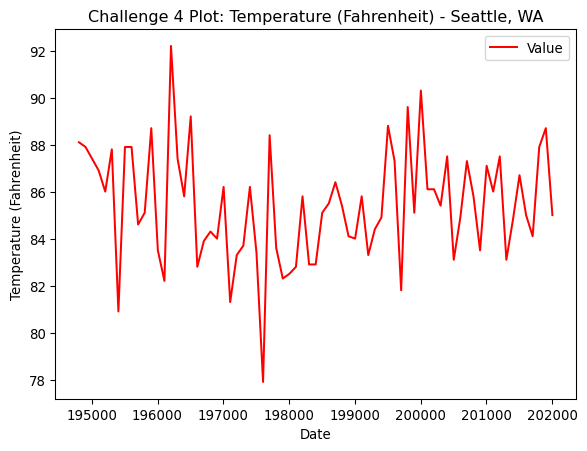 Challenge 4 Plot: Temperature (Fahrenheit) - Seattle, WA
Value
92
90
88
86
84
82
80
78
Temperature (Fahrenheit)
195000 196000 197000 198000 199000 200000 201000 202000
Date